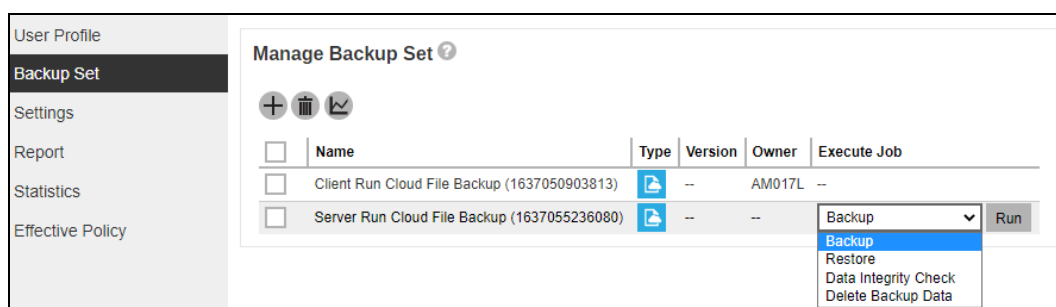 User Profile
Backup Set
Settings
Report
Statistics
Effective Policy
Manage Backup Set ?
Name Type Version Owner Execute Job
Client Run Cloud File Backup (1637050903813) -- AM017L --
Server Run Cloud File Backup (1637055236080) -- -- Backup Run
Backup
Restore
Data Integrity Check
Delete Backup Data